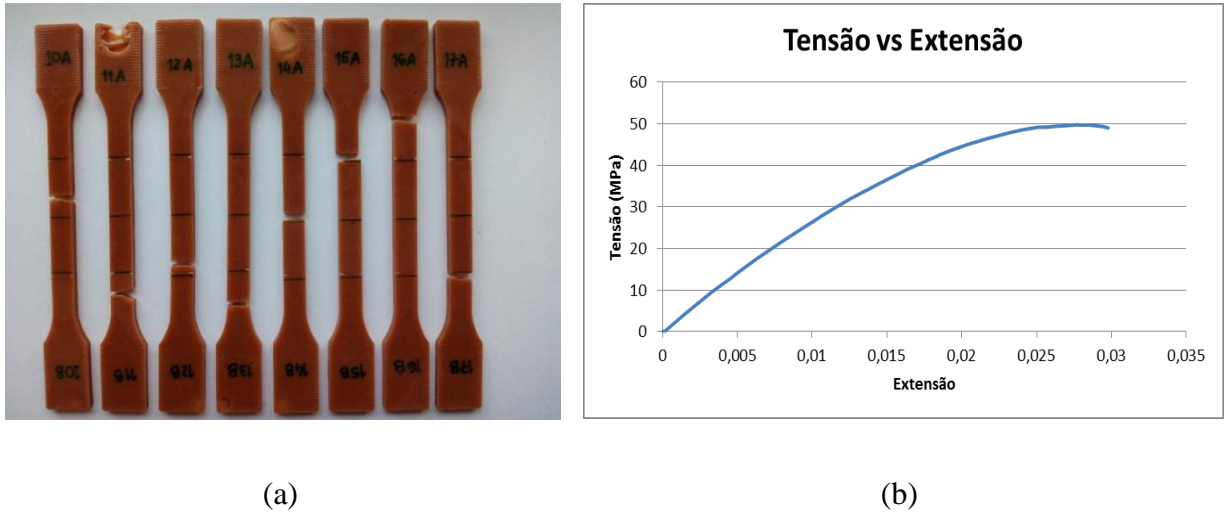 10A 11A 12A 13A 14A 15A 16A 17A
10B 11B 12B 13B 14B 15B 16B 17B
(a)
Tensão vs Extensão
Tensão (MPa)
60
50
40
30
20
10
0
0 0,005 0,01 0,015 0,02 0,025 0,03 0,035
Extensão
(b)